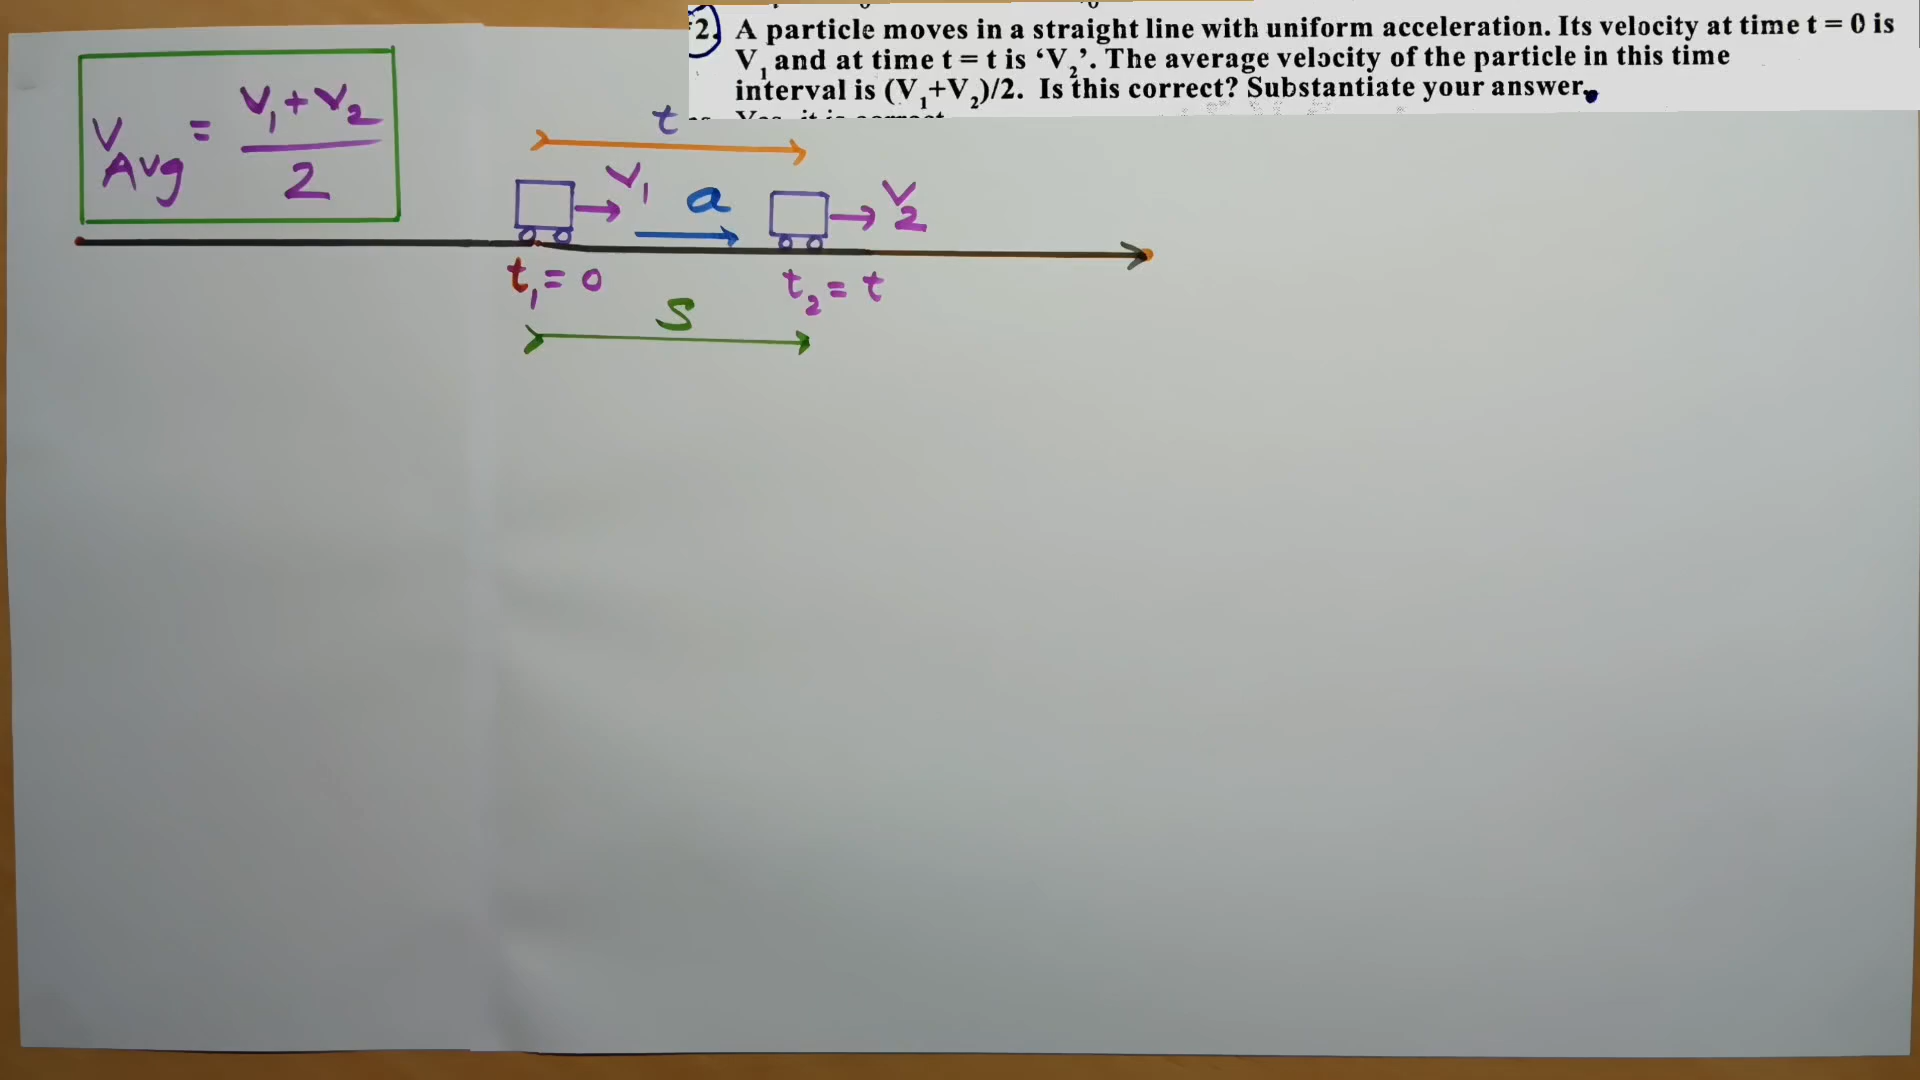 2. A particle moves in a straight line with uniform acceleration. Its velocity at time t = 0 is
V₁ and at time t = t is ‘V₂’. The average velocity of the particle in this time
interval is (V₁+V₂)/2. Is this correct? Substantiate your answer.
V_Avg = (V₁ + V₂) / 2
t
V₁
a
V₂
t₁ = 0
t₂ = t
S